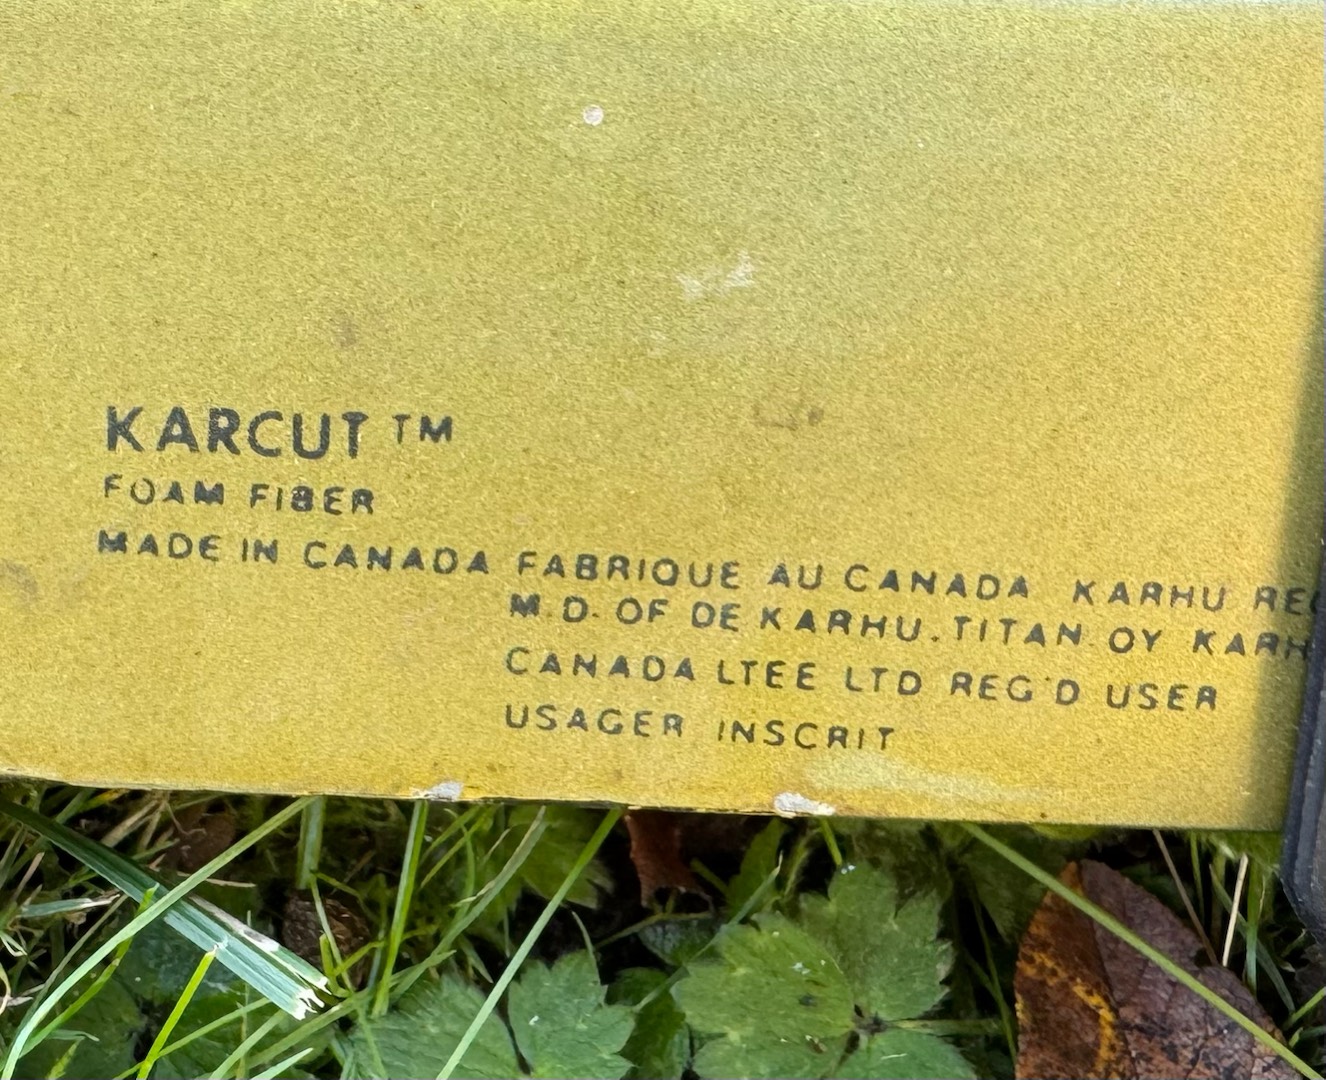 KARCUT ™
FOAM FIBER
MADE IN CANADA FABRIQUE AU CANADA KARHU
M.D. OF DE KARHU.TITAN OY
CANADA LTEE LTD REG'D USER
USAGER INSCRIT